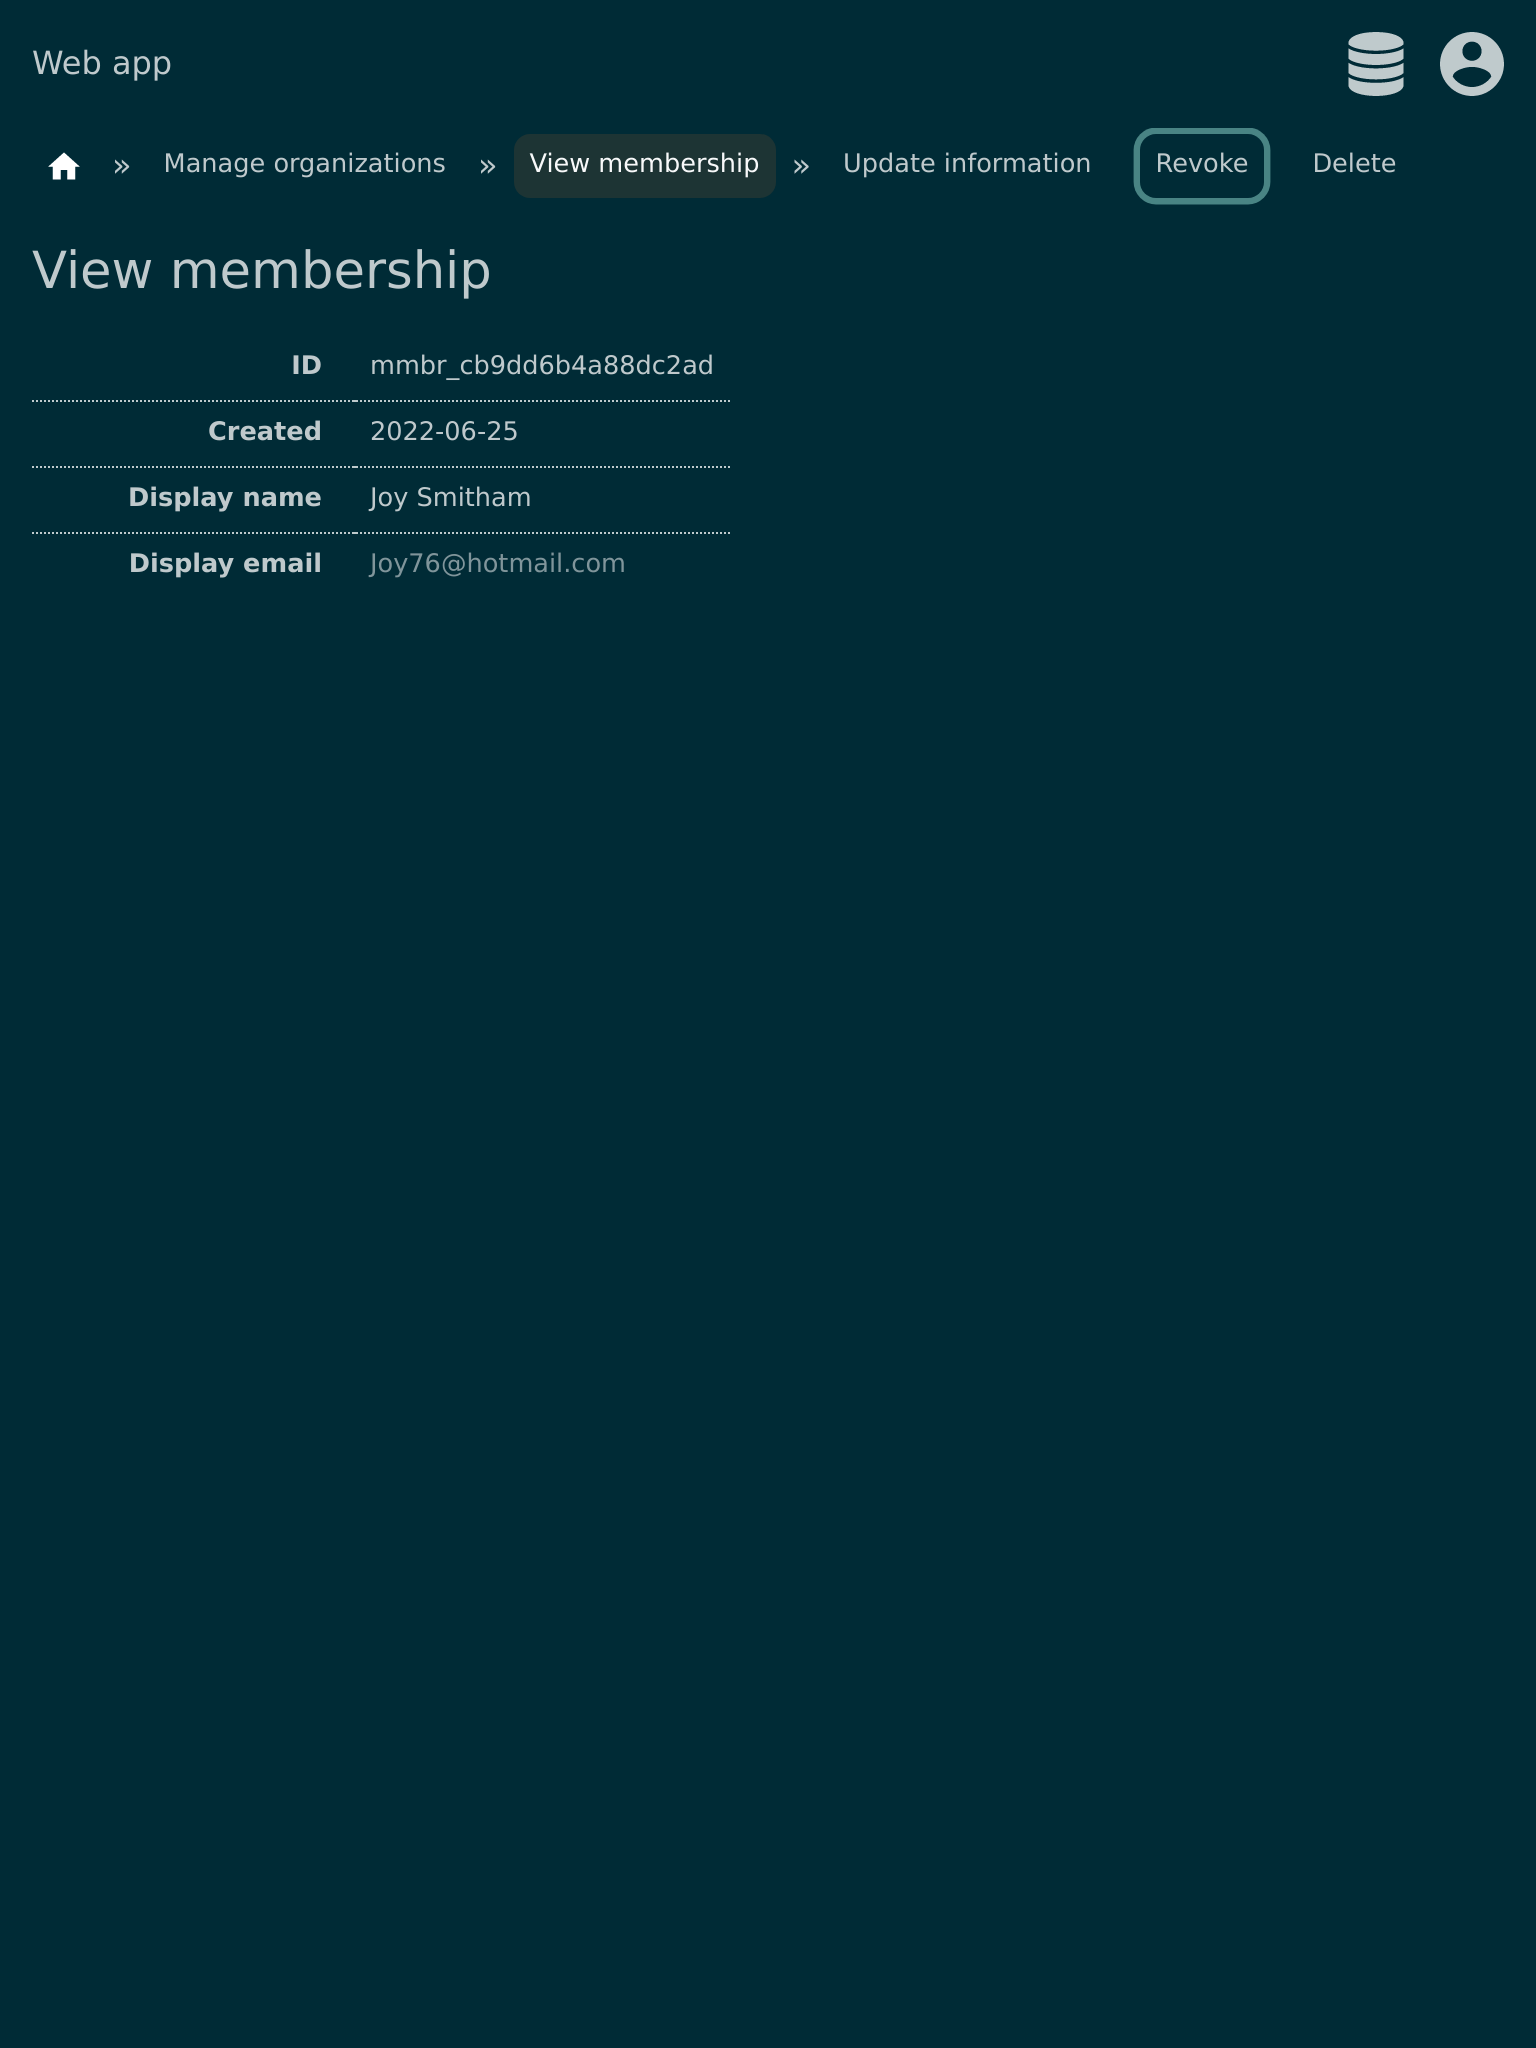 Web app
» Manage organizations » View membership » Update information Revoke Delete
View membership
ID mmbr_cb9dd6b4a88dc2ad
Created 2022-06-25
Display name Joy Smitham
Display email Joy76@hotmail.com